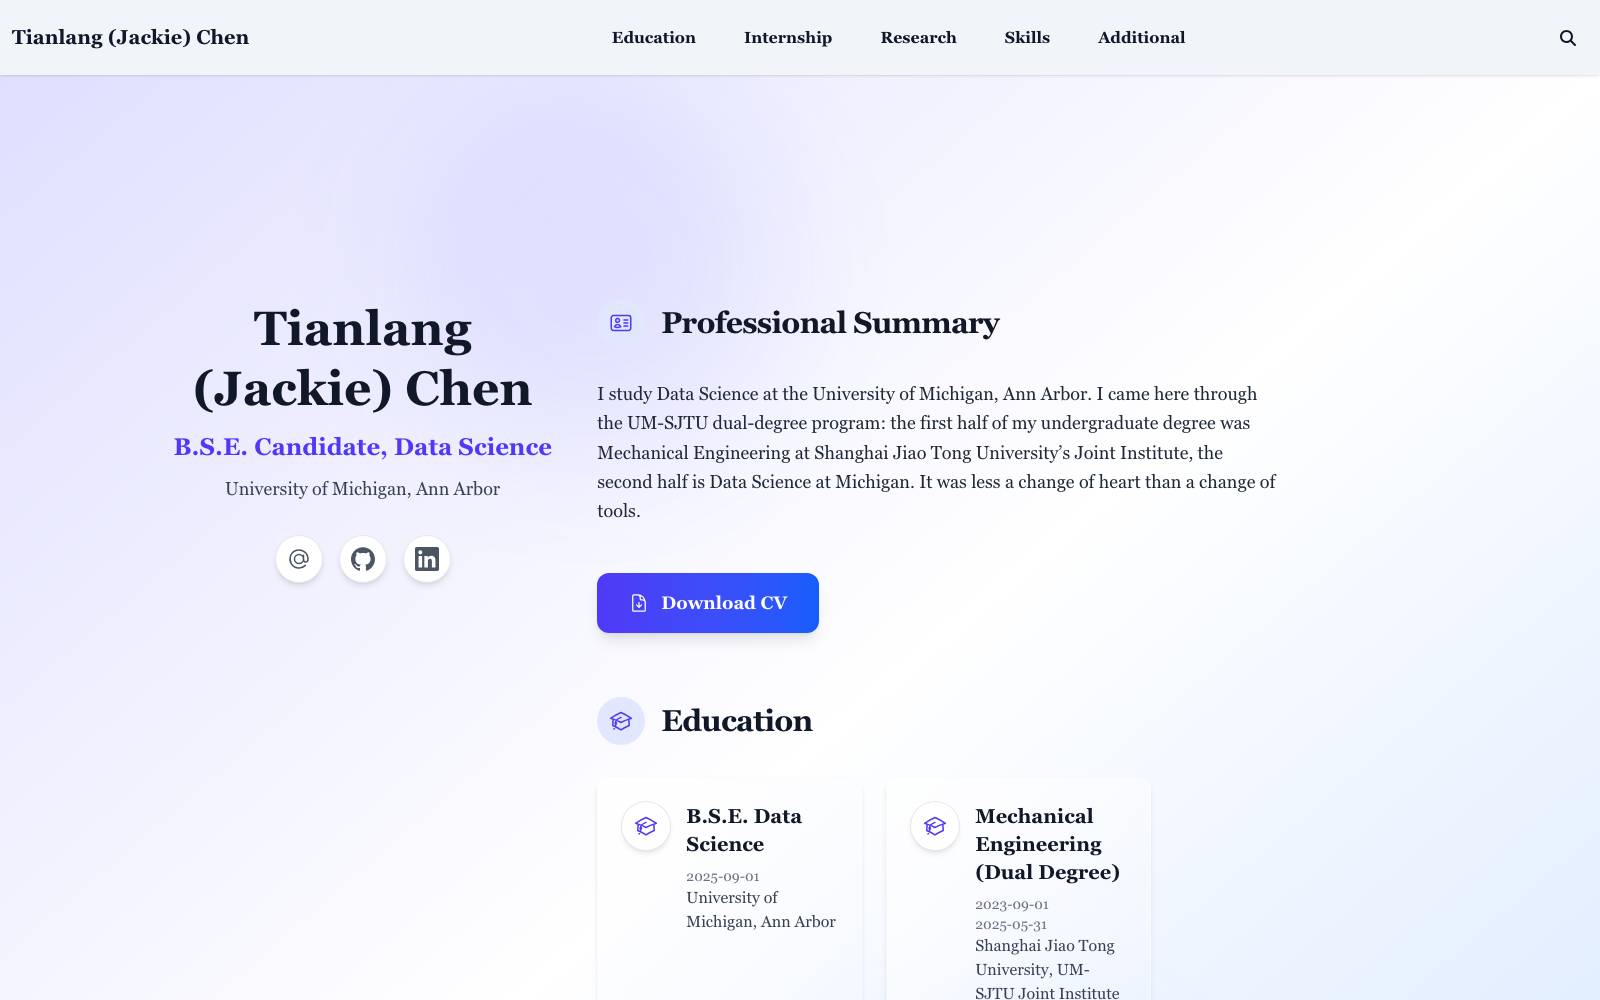 Tianlang (Jackie) Chen
Education
Internship
Research
Skills
Additional
Tianlang
(Jackie) Chen
B.S.E. Candidate, Data Science
University of Michigan, Ann Arbor
Professional Summary
I study Data Science at the University of Michigan, Ann Arbor. I came here through
the UM-SJTU dual-degree program: the first half of my undergraduate degree was
Mechanical Engineering at Shanghai Jiao Tong University’s Joint Institute, the
second half is Data Science at Michigan. It was less a change of heart than a change of
tools.
Download CV
Education
B.S.E. Data
Science
2025-09-01
University of
Michigan, Ann Arbor
Mechanical
Engineering
(Dual Degree)
2023-09-01
2025-05-31
Shanghai Jiao Tong
University, UM-
SJTU Joint Institute